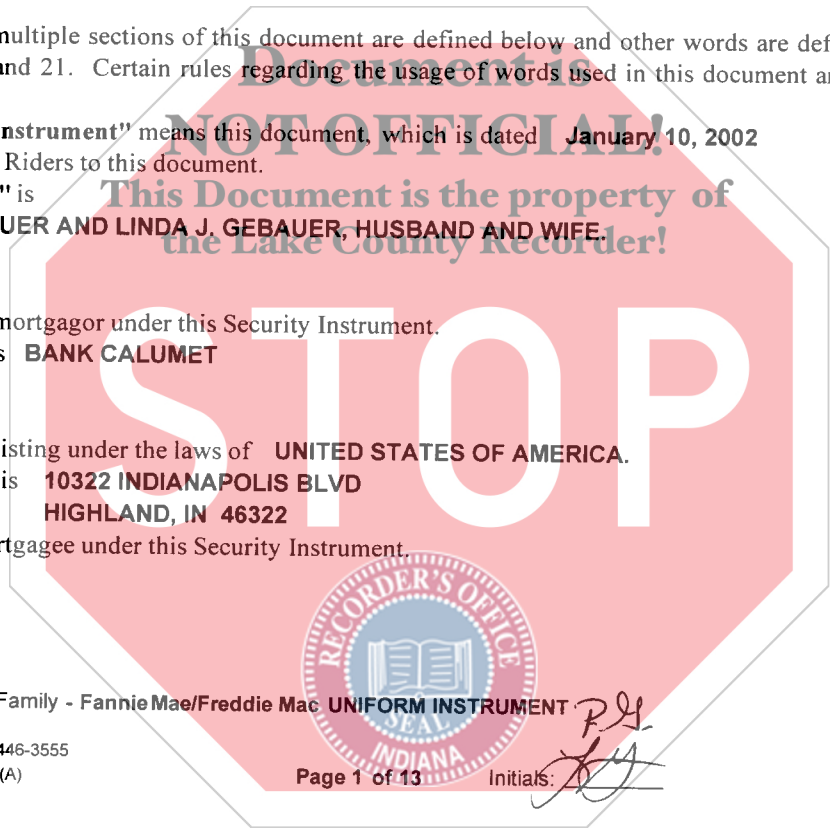 multiple sections of this document are defined below and other words are def
Document is
and 21. Certain rules regarding the usage of words used in this document ar
NOT OFFICIAL!
nstrument" means this document, which is dated January 10, 2002
Riders to this document.
This Document is the property of
" is
UER AND LINDA J. GEBAUER, HUSBAND AND WIFE.
the Lake County Recorder!
mortgagor under this Security Instrument.
s BANK CALUMET
STOP
isting under the laws of UNITED STATES OF AMERICA.
is 10322 INDIANAPOLIS BLVD
HIGHLAND, IN 46322
rtgagee under this Security Instrument.
RECORDER'S OFFICE
Family - Fannie Mae/Freddie Mac UNIFORM INSTRUMENT R.G.
SEAL
446-3555
INDIANA
(A) Page 1 of 13 Initials: